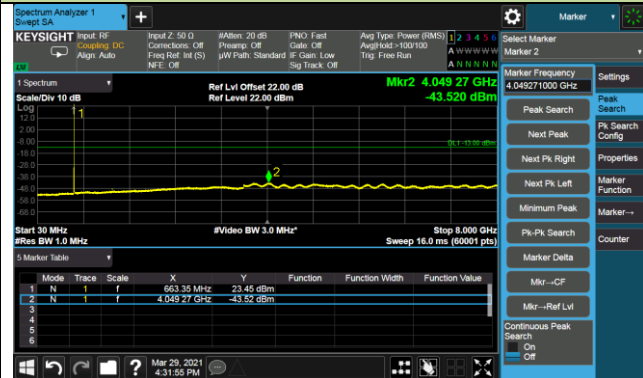 Spectrum Analyzer 1
Swept SA
Marker
KEYSIGHT
Input: RF
Coupling: DC
Align: Auto
Input Z: 50 Ω
Corrections: Off
Freq Ref: Int (S)
NFE: Off
#Atten: 20 dB
Preamp: Off
µW Path: Standard
PNO: Fast
Gate: Off
IF Gain: Low
Sig Track: Off
Avg Type: Power (RMS)
Avg|Hold:>100/100
Trig: Free Run
1 2 3 4 5 6
A W W W W W
A N N N N N
LXI
Select Marker
Marker 2
1 Spectrum
Scale/Div 10 dB
Ref Lvl Offset 22.00 dB
Ref Level 22.00 dBm
Mkr2 4.049 27 GHz
-43.520 dBm
Log
12.0
2.00
-8.00
-18.0
-28.0
-38.0
-48.0
-58.0
-68.0
1
2
DL1 -13.00 dBm
Start 30 MHz
#Res BW 1.0 MHz
#Video BW 3.0 MHz*
Stop 8.000 GHz
Sweep 16.0 ms (60001 pts)
5 Marker Table
Mode Trace Scale X Y Function Function Width Function Value
1 N 1 f 663.35 MHz 23.45 dBm
2 N 1 f 4.049 27 GHz -43.52 dBm
3
4
5
6
Mar 29, 2021
4:31:55 PM
Marker Frequency
4.049271000 GHz
Peak Search
Next Peak
Next Pk Right
Next Pk Left
Minimum Peak
Pk-Pk Search
Marker Delta
Mkr→CF
Mkr→Ref Lvl
Continuous Peak
Search
On
Off
Settings
Peak
Search
Pk Search
Config
Properties
Marker
Function
Marker→
Counter